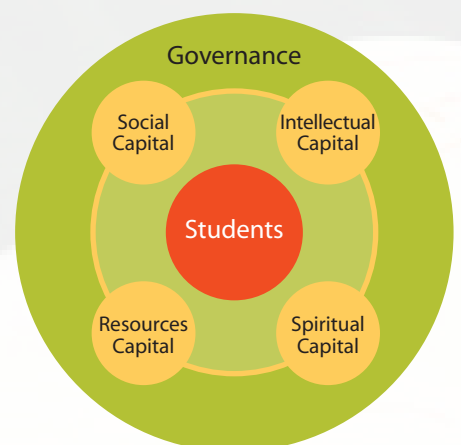 Governance
Social
Capital
Intellectual
Capital
Students
Resources
Capital
Spiritual
Capital